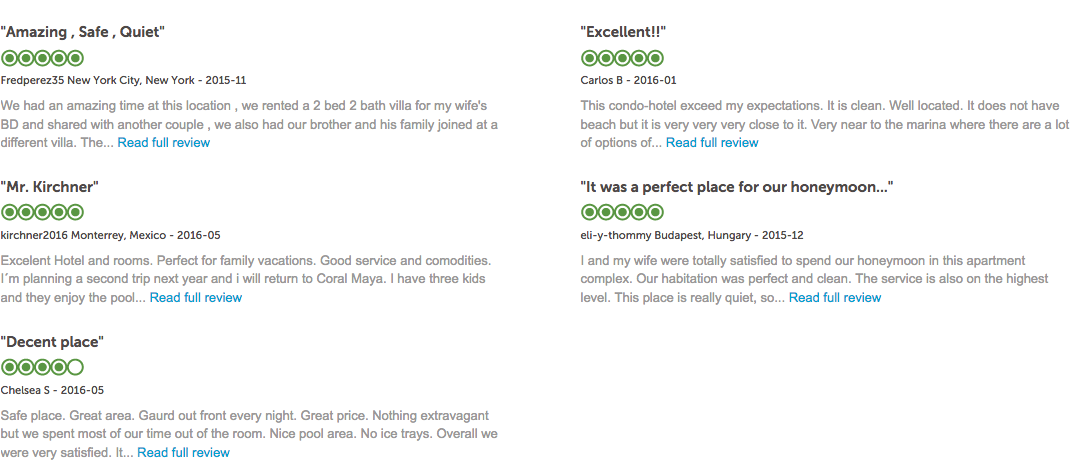 "Amazing , Safe , Quiet"
Fredperez35 New York City, New York - 2015-11
We had an amazing time at this location , we rented a 2 bed 2 bath villa for my wife's
BD and shared with another couple , we also had our brother and his family joined at a
different villa. The... Read full review
"Excellent!!"
Carlos B - 2016-01
This condo-hotel exceed my expectations. It is clean. Well located. It does not have
beach but it is very very very close to it. Very near to the marina where there are a lot
of options of... Read full review
"Mr. Kirchner"
kirchner2016 Monterrey, Mexico - 2016-05
Excelent Hotel and rooms. Perfect for family vacations. Good service and comodities.
I´m planning a second trip next year and i will return to Coral Maya. I have three kids
and they enjoy the pool... Read full review
"It was a perfect place for our honeymoon..."
eli-y-thommy Budapest, Hungary - 2015-12
I and my wife were totally satisfied to spend our honeymoon in this apartment
complex. Our habitation was perfect and clean. The service is also on the highest
level. This place is really quiet, so... Read full review
"Decent place"
Chelsea S - 2016-05
Safe place. Great area. Gaurd out front every night. Great price. Nothing extravagant
but we spent most of our time out of the room. Nice pool area. No ice trays. Overall we
were very satisfied. It... Read full review